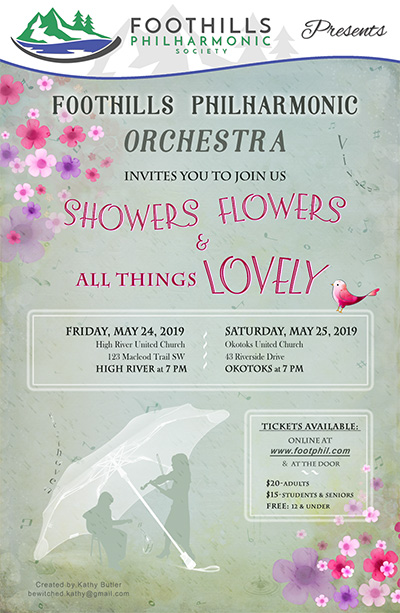 FOOTHILLS
PHILHARMONIC
SOCIETY
Presents
FOOTHILLS PHILHARMONIC
ORCHESTRA
INVITES YOU TO JOIN US
SHOWERS FLOWERS
&
ALL THINGS LOVELY
FRIDAY, MAY 24, 2019
High River United Church
123 Macleod Trail SW
HIGH RIVER at 7 PM
SATURDAY, MAY 25, 2019
Okotoks United Church
43 Riverside Drive
OKOTOKS at 7 PM
TICKETS AVAILABLE:
ONLINE AT
www.footphil.com
& AT THE DOOR
$20-ADULTS
$15-STUDENTS & SENIORS
FREE: 12 & UNDER
Created by Kathy Butler
bewitched.kathy@gmail.com